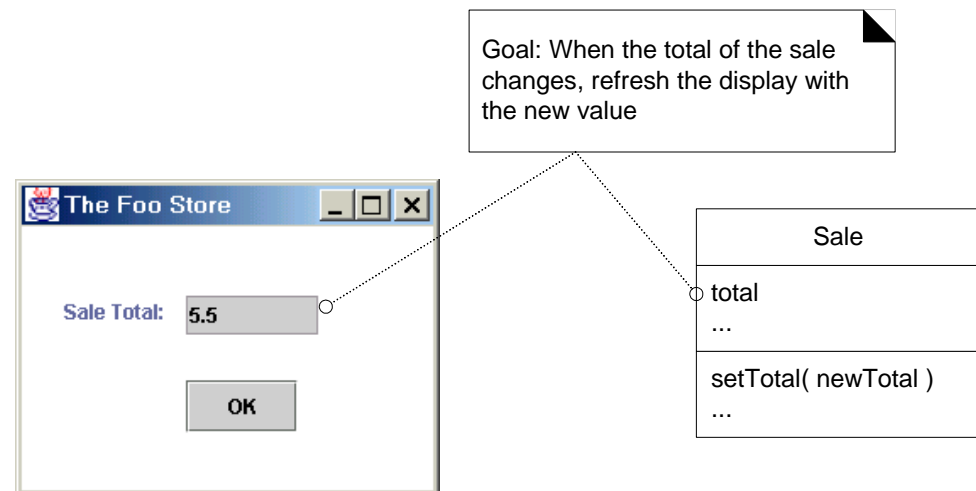 Goal: When the total of the sale
changes, refresh the display with
the new value
The Foo Store
Sale Total:
5.5
OK
Sale
total
...
setTotal( newTotal )
...